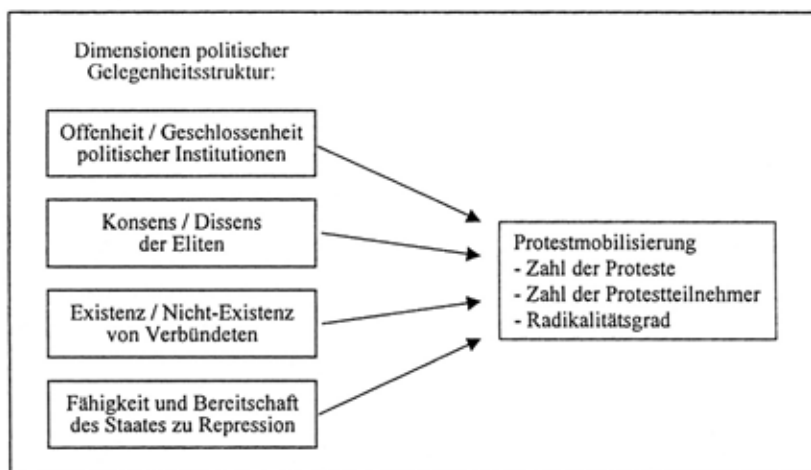 Dimensionen politischer
Gelegenheitsstruktur:
Offenheit / Geschlossenheit
politischer Institutionen
Konsens / Dissens
der Eliten
Existenz / Nicht-Existenz
von Verbündeten
Fähigkeit und Bereitschaft
des Staates zu Repression
Protestmobilisierung
- Zahl der Proteste
- Zahl der Protestteilnehmer
- Radikalitätsgrad